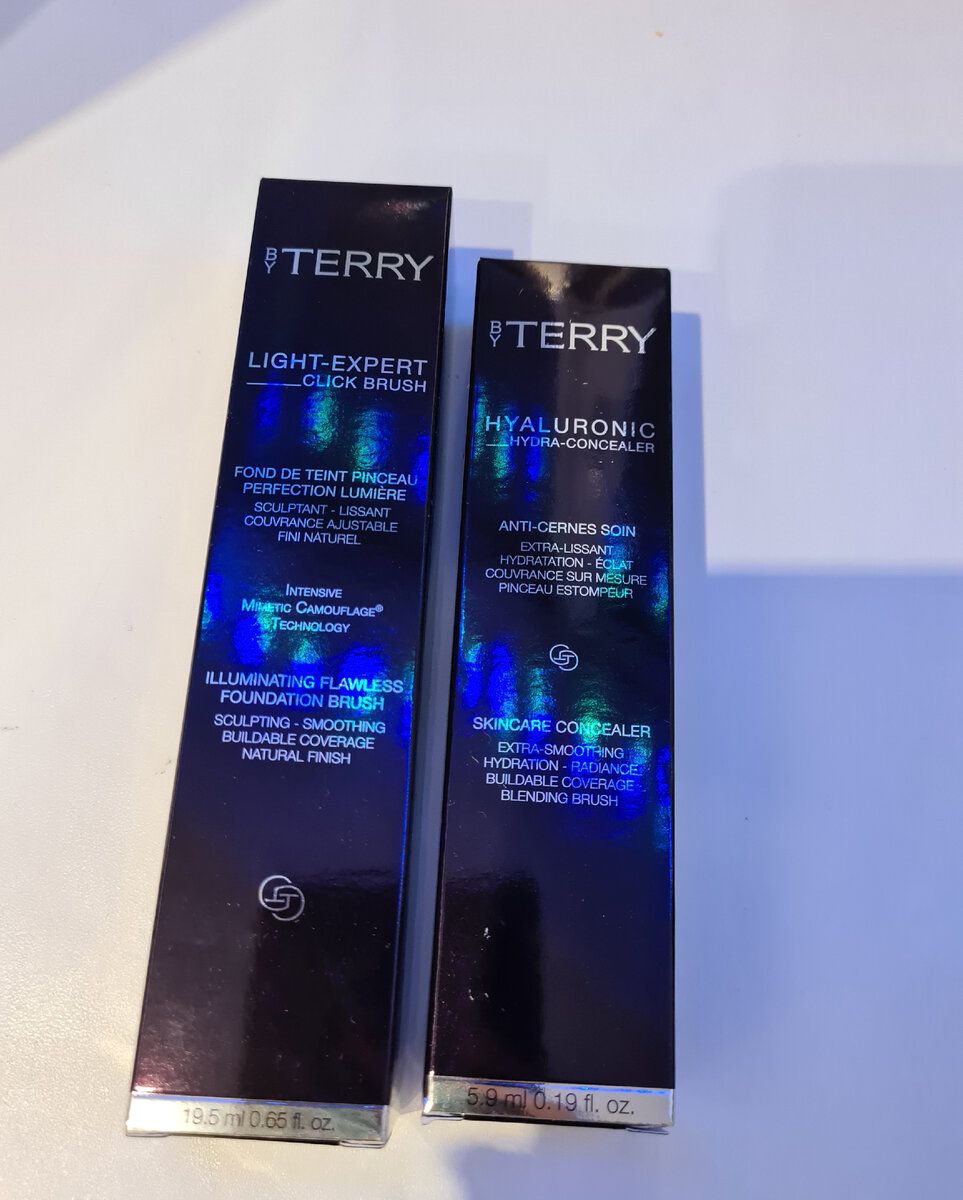 BY TERRY
LIGHT-EXPERT
CLICK BRUSH
FOND DE TEINT PINCEAU
PERFECTION LUMIÈRE
SCULPTANT - LISSANT
COUVRANCE AJUSTABLE
FINI NATUREL
INTENSIVE
MIMETIC CAMOUFLAGE®
TECHNOLOGY
ILLUMINATING FLAWLESS
FOUNDATION BRUSH
SCULPTING - SMOOTHING
BUILDABLE COVERAGE
NATURAL FINISH
19.5 ml 0.65 fl. oz.
BY TERRY
HYALURONIC
HYDRA-CONCEALER
ANTI-CERNES SOIN
EXTRA-LISSANT
HYDRATATION - ÉCLAT
COUVRANCE SUR MESURE
PINCEAU ESTOMPEUR
SKINCARE CONCEALER
EXTRA-SMOOTHING
HYDRATION - RADIANCE
BUILDABLE COVERAGE
BLENDING BRUSH
5.9 ml 0.19 fl. oz.